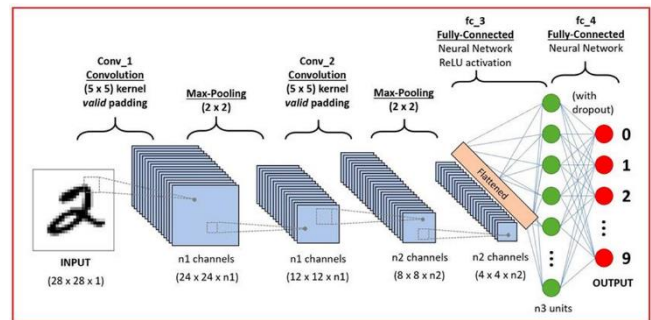 Conv_1
Convolution
(5 x 5) kernel
valid padding
Max-Pooling
(2 x 2)
Conv_2
Convolution
(5 x 5) kernel
valid padding
Max-Pooling
(2 x 2)
fc_3
Fully-Connected
Neural Network
ReLU activation
fc_4
Fully-Connected
Neural Network
(with
dropout)
Flattened
0
1
2
⋮
9
...
INPUT
(28 x 28 x 1)
n1 channels
(24 x 24 x n1)
n1 channels
(12 x 12 x n1)
n2 channels
(8 x 8 x n2)
n2 channels
(4 x 4 x n2)
n3 units
OUTPUT
2